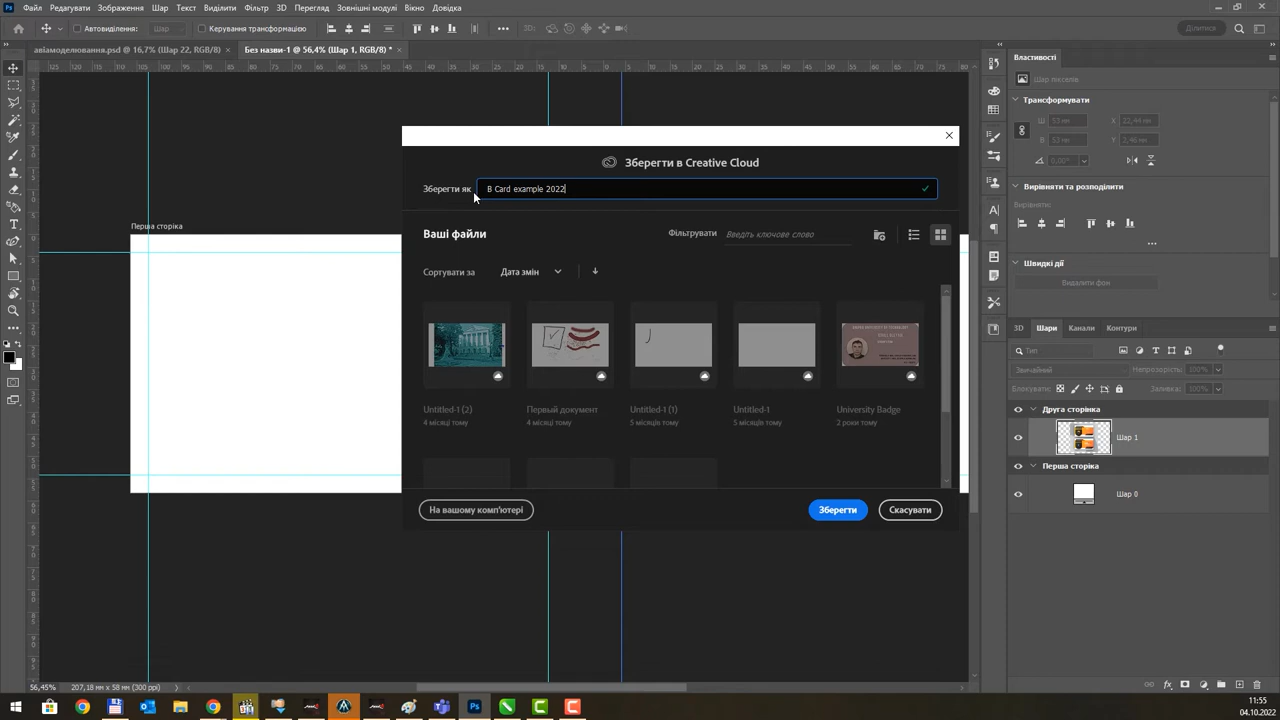 Файл Редагування Зображення Шар Текст Виділити Фільтр 3D Перегляд Зовнішні модулі Вікно Довідка
Автовиділення: Шар Керування трансформацією 3D: Ділитися
авіамоделювання.psd @ 16,7% (Шар 22, RGB/8) × Без назви-1 @ 56,4% (Шар 1, RGB/8) * ×
Перша сторіка
Зберегти в Creative Cloud
Зберегти як B Card example 2022
Ваші файли Фільтрувати Введіть ключове слово
Сортувати за Дата змін
Untitled-1 (2) Первый документ Untitled-1 (1) Untitled-1 University Badge
4 місяці тому 4 місяці тому 5 місяців тому 5 місяців тому 2 роки тому
На вашому комп'ютері Зберегти Скасувати
Властивості
Шар пікселів
Трансформувати
Ш 53 мм X 22,44 мм
В 53 мм Y 2,46 мм
0,00°
Вирівняти та розподілити
Вирівняти:
Швидкі дії
Видалити фон
3D Шари Канали Контури
Тип
Звичайний Непрозорість: 100%
Блокувати: Заливка: 100%
Друга сторінка
Шар 1
Перша сторіка
Шар 0
56,45% 207,18 мм x 58 мм (300 ppi)
11:55
04.10.2022